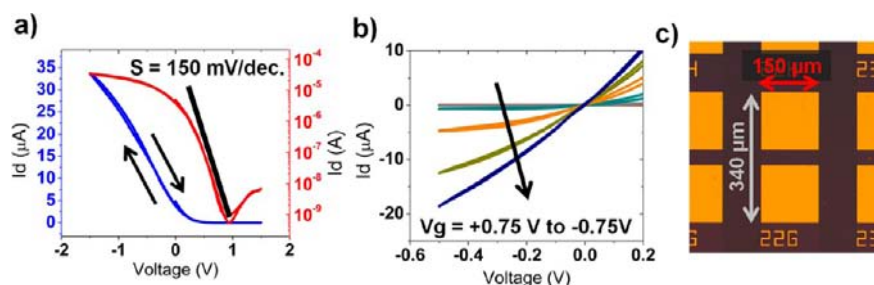 a)
S = 150 mV/dec.
35
30
25
20
15
10
5
0
Id (μA)
10⁻⁴
10⁻⁵
10⁻⁶
10⁻⁷
10⁻⁸
10⁻⁹
Id (A)
-2 -1 0 1 2
Voltage (V)
b)
10
0
-10
-20
Id (μA)
Vg = +0.75 V to -0.75V
-0.6 -0.4 -0.2 0.0 0.2
Voltage (V)
c)
150 μm
340 μm
22G